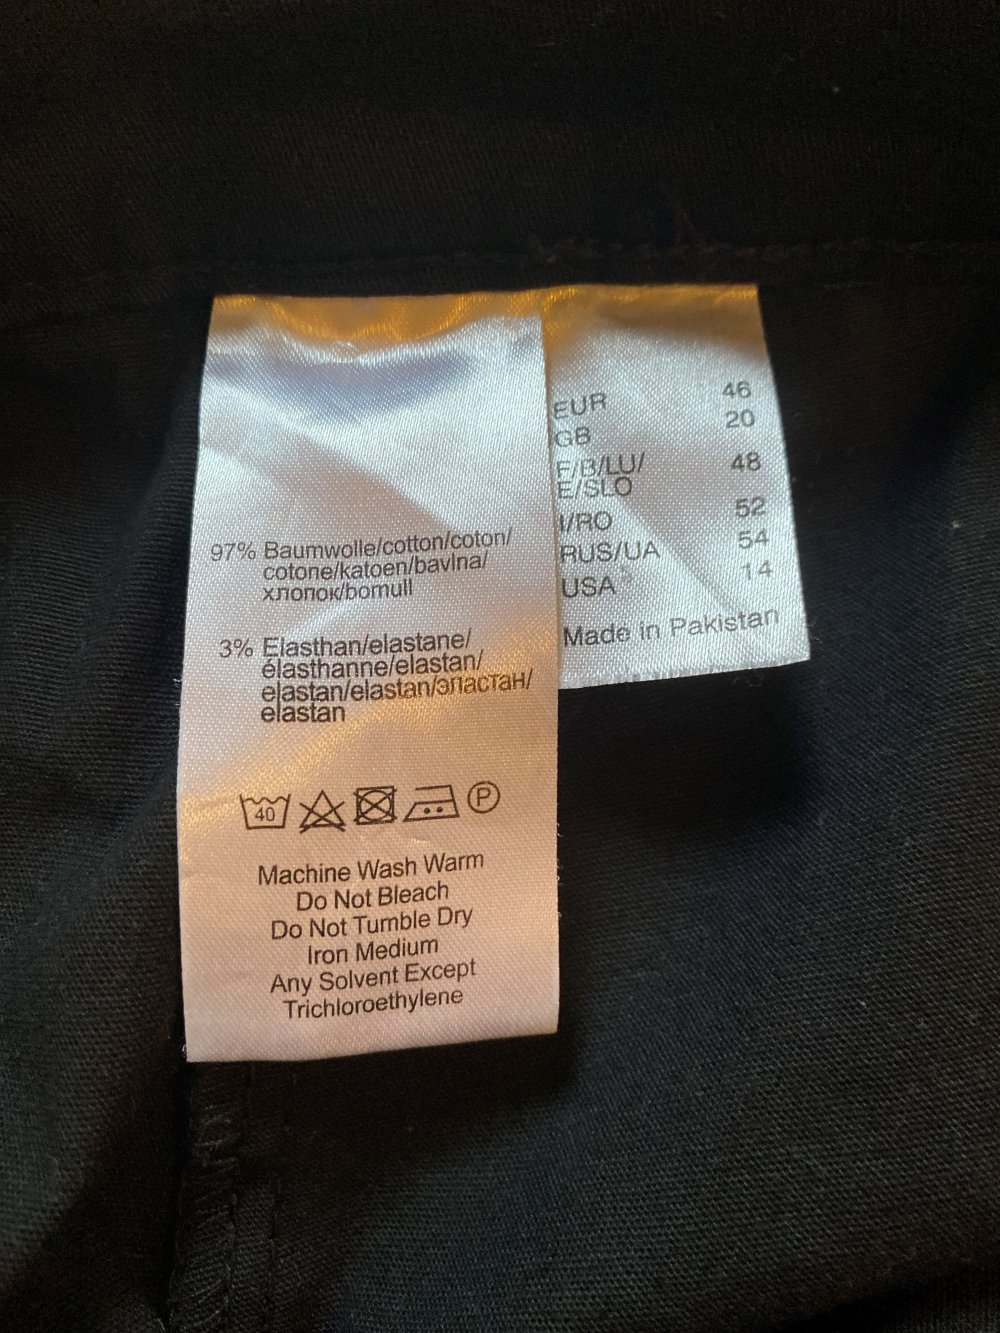 97% Baumwolle/cotton/coton/
cotone/katoen/bavlna/
хлопок/bomull
3% Elasthan/elastane/
élasthanne/elastan/
elastan/elastan/эластан/
elastan
40
P
Machine Wash Warm
Do Not Bleach
Do Not Tumble Dry
Iron Medium
Any Solvent Except
Trichloroethylene
EUR 46
GB 20
F/B/LU/ 48
E/SLO
I/RO 52
RUS/UA 54
USA 14
Made in Pakistan